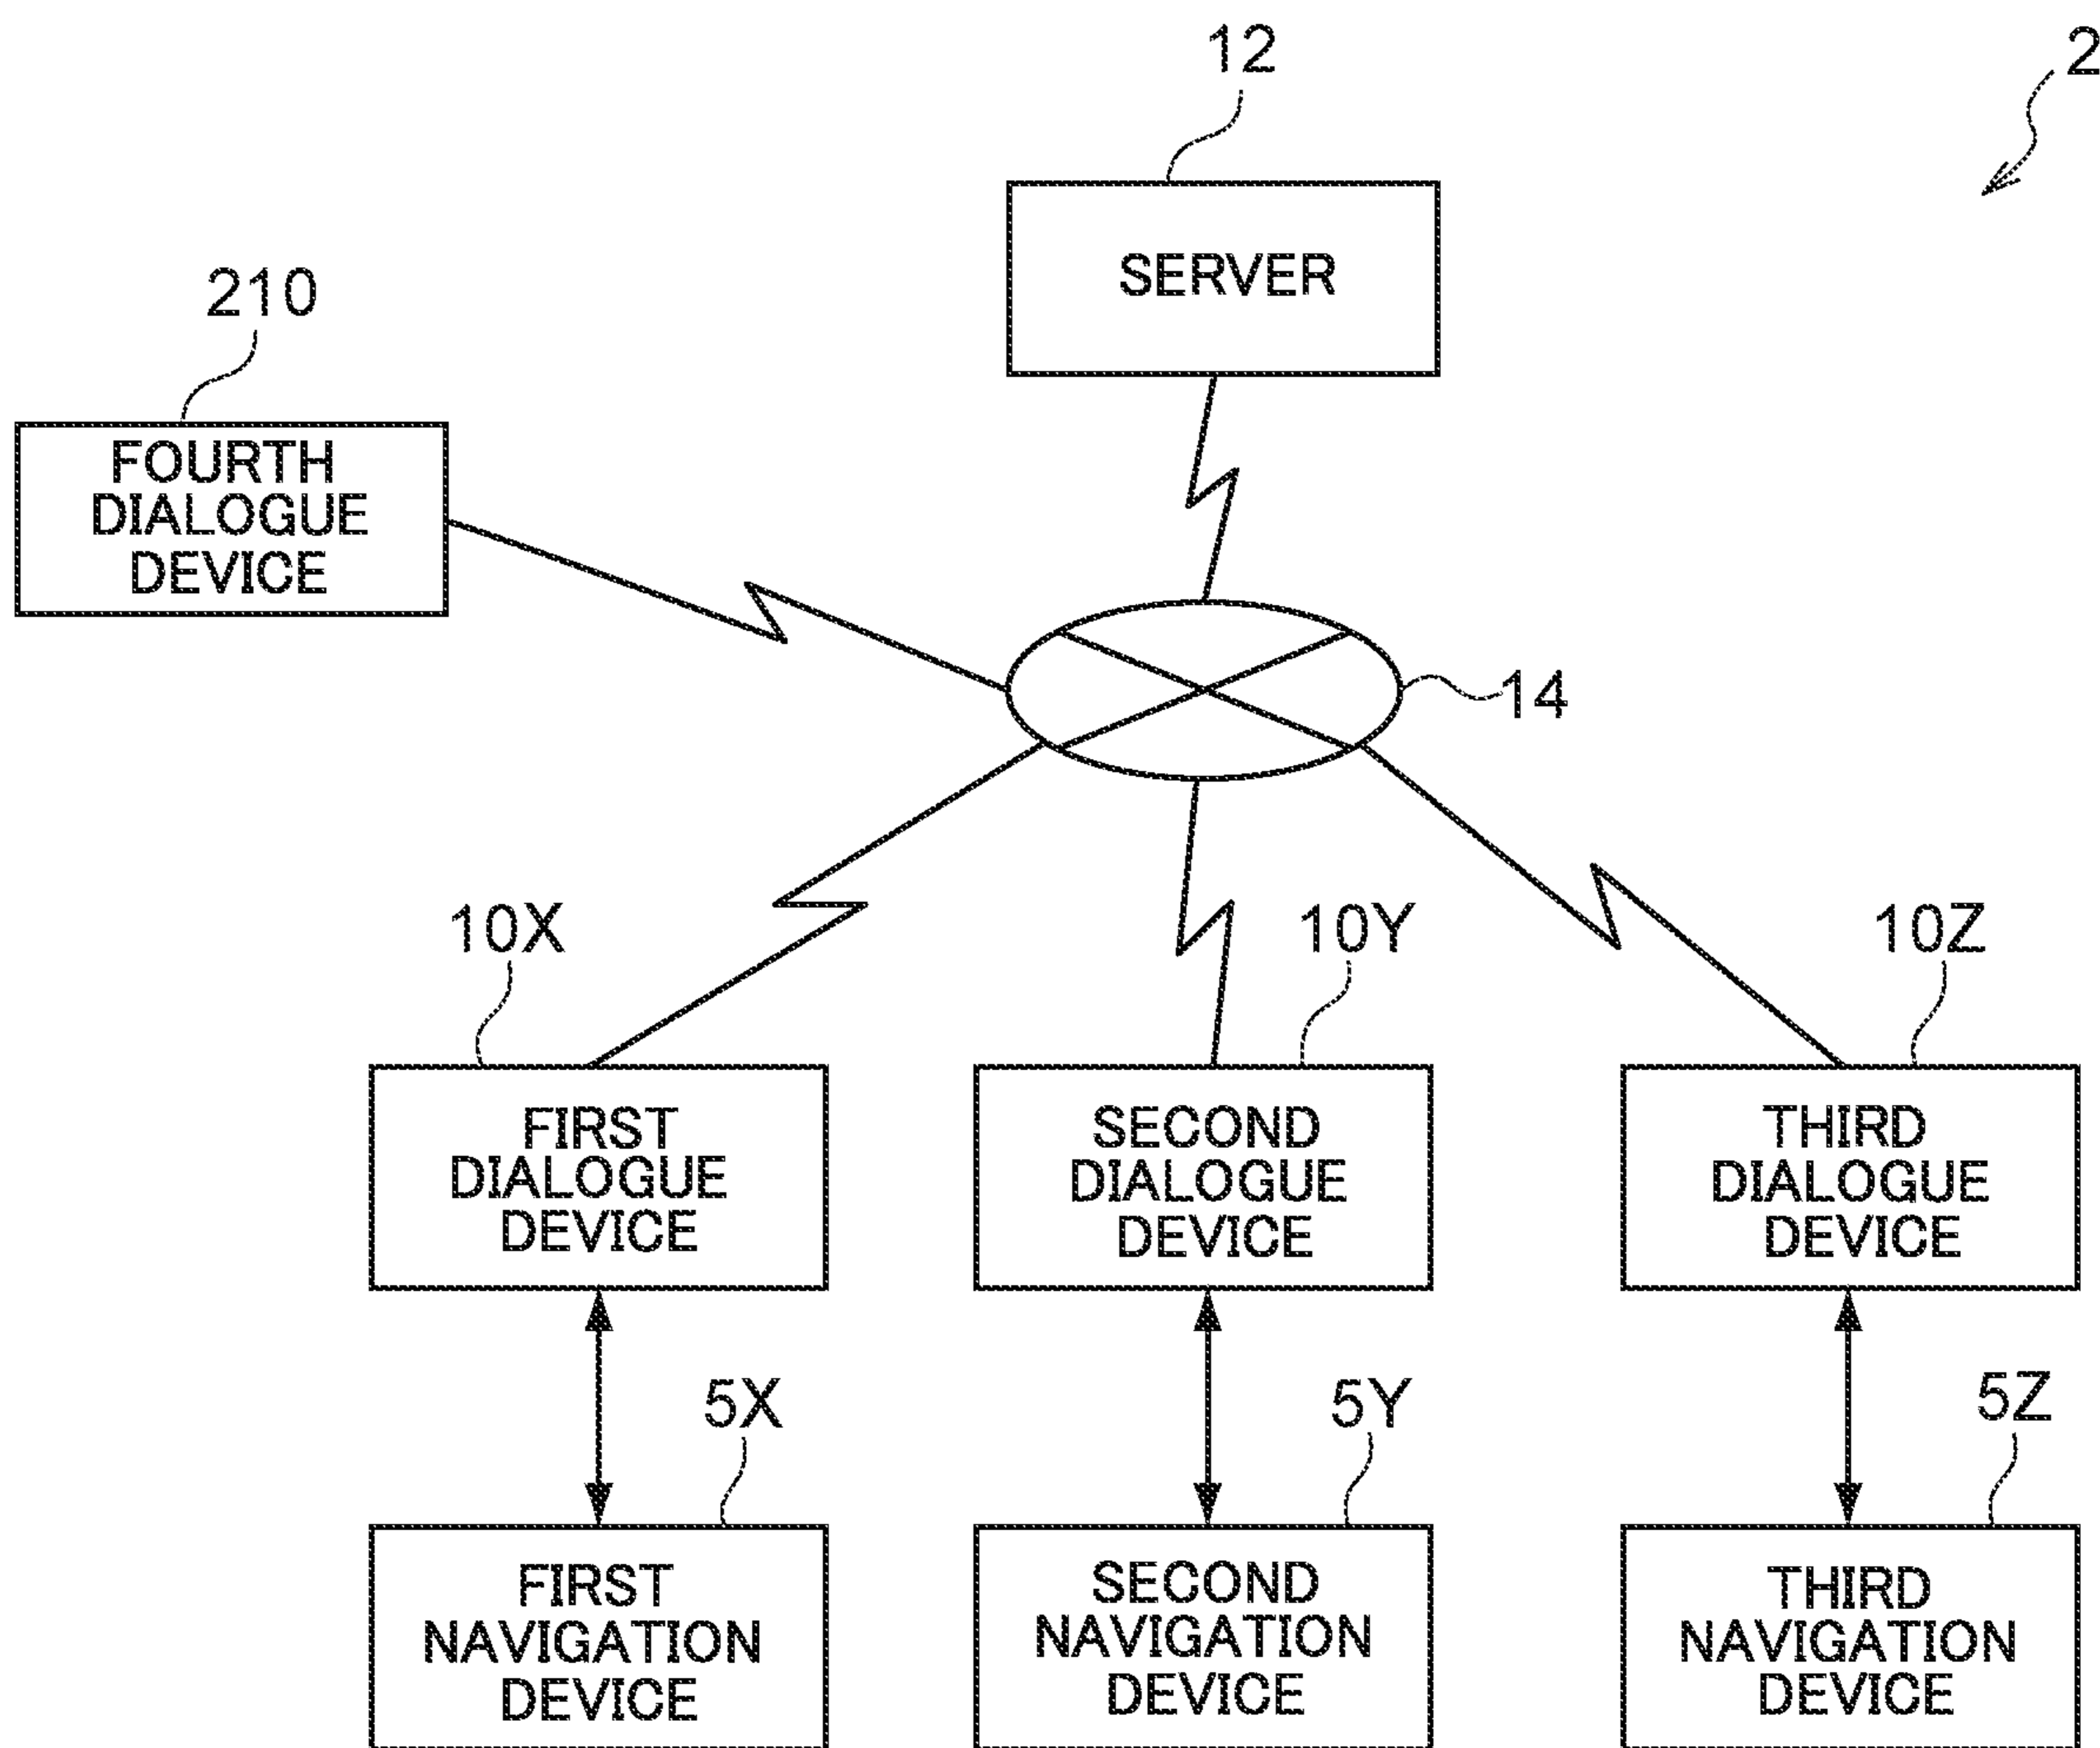 12
2
SERVER
210
FOURTH
DIALOGUE
DEVICE
14
10X
10Y
10Z
FIRST
DIALOGUE
DEVICE
SECOND
DIALOGUE
DEVICE
THIRD
DIALOGUE
DEVICE
5X
5Y
5Z
FIRST
NAVIGATION
DEVICE
SECOND
NAVIGATION
DEVICE
THIRD
NAVIGATION
DEVICE